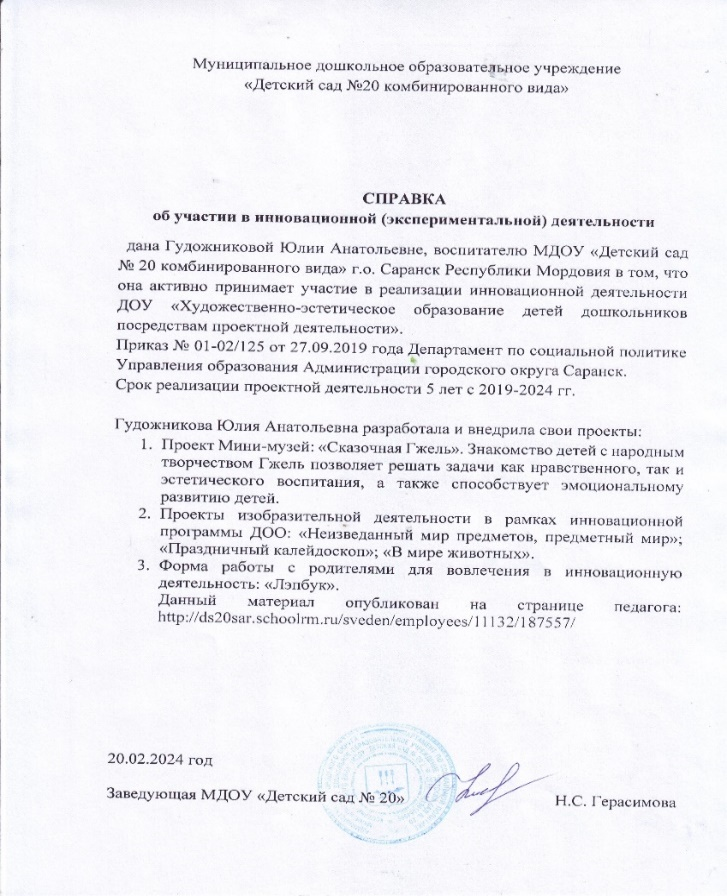 Муниципальное дошкольное образовательное учреждение
«Детский сад №20 комбинированного вида»
СПРАВКА
об участии в инновационной (экспериментальной) деятельности
дана Гудожниковой Юлии Анатольевне, воспитателю МДОУ «Детский сад
№ 20 комбинированного вида» г.о. Саранск Республики Мордовия в том, что
она активно принимает участие в реализации инновационной деятельности
ДОУ «Художественно-эстетическое образование детей дошкольников
посредствам проектной деятельности».
Приказ № 01-02/125 от 27.09.2019 года Департамент по социальной политике
Управления образования Администраций городского округа Саранск.
Срок реализации проектной деятельности 5 лет с 2019-2024 гг.
Гудожникова Юлия Анатольевна разработала и внедрила свои проекты:
1. Проект Мини-музей: «Сказочная Гжель». Знакомство детей с народным
творчеством Гжель позволяет решать задачи как нравственного, так и
эстетического воспитания, а также способствует эмоциональному
развитию детей.
2. Проекты изобразительной деятельности в рамках инновационной
программы ДОО: «Неизведанный мир предметов, предметный мир»;
«Праздничный калейдоскоп»; «В мире животных».
3. Форма работы с родителями для вовлечения в инновационную
деятельность: «Лэпбук».
Данный материал опубликован на странице педагога:
http://ds20sar.schoolrm.ru/sveden/employees/11132/187557/
20.02.2024 год
Заведующая МДОУ «Детский сад № 20»
Н.С. Герасимова